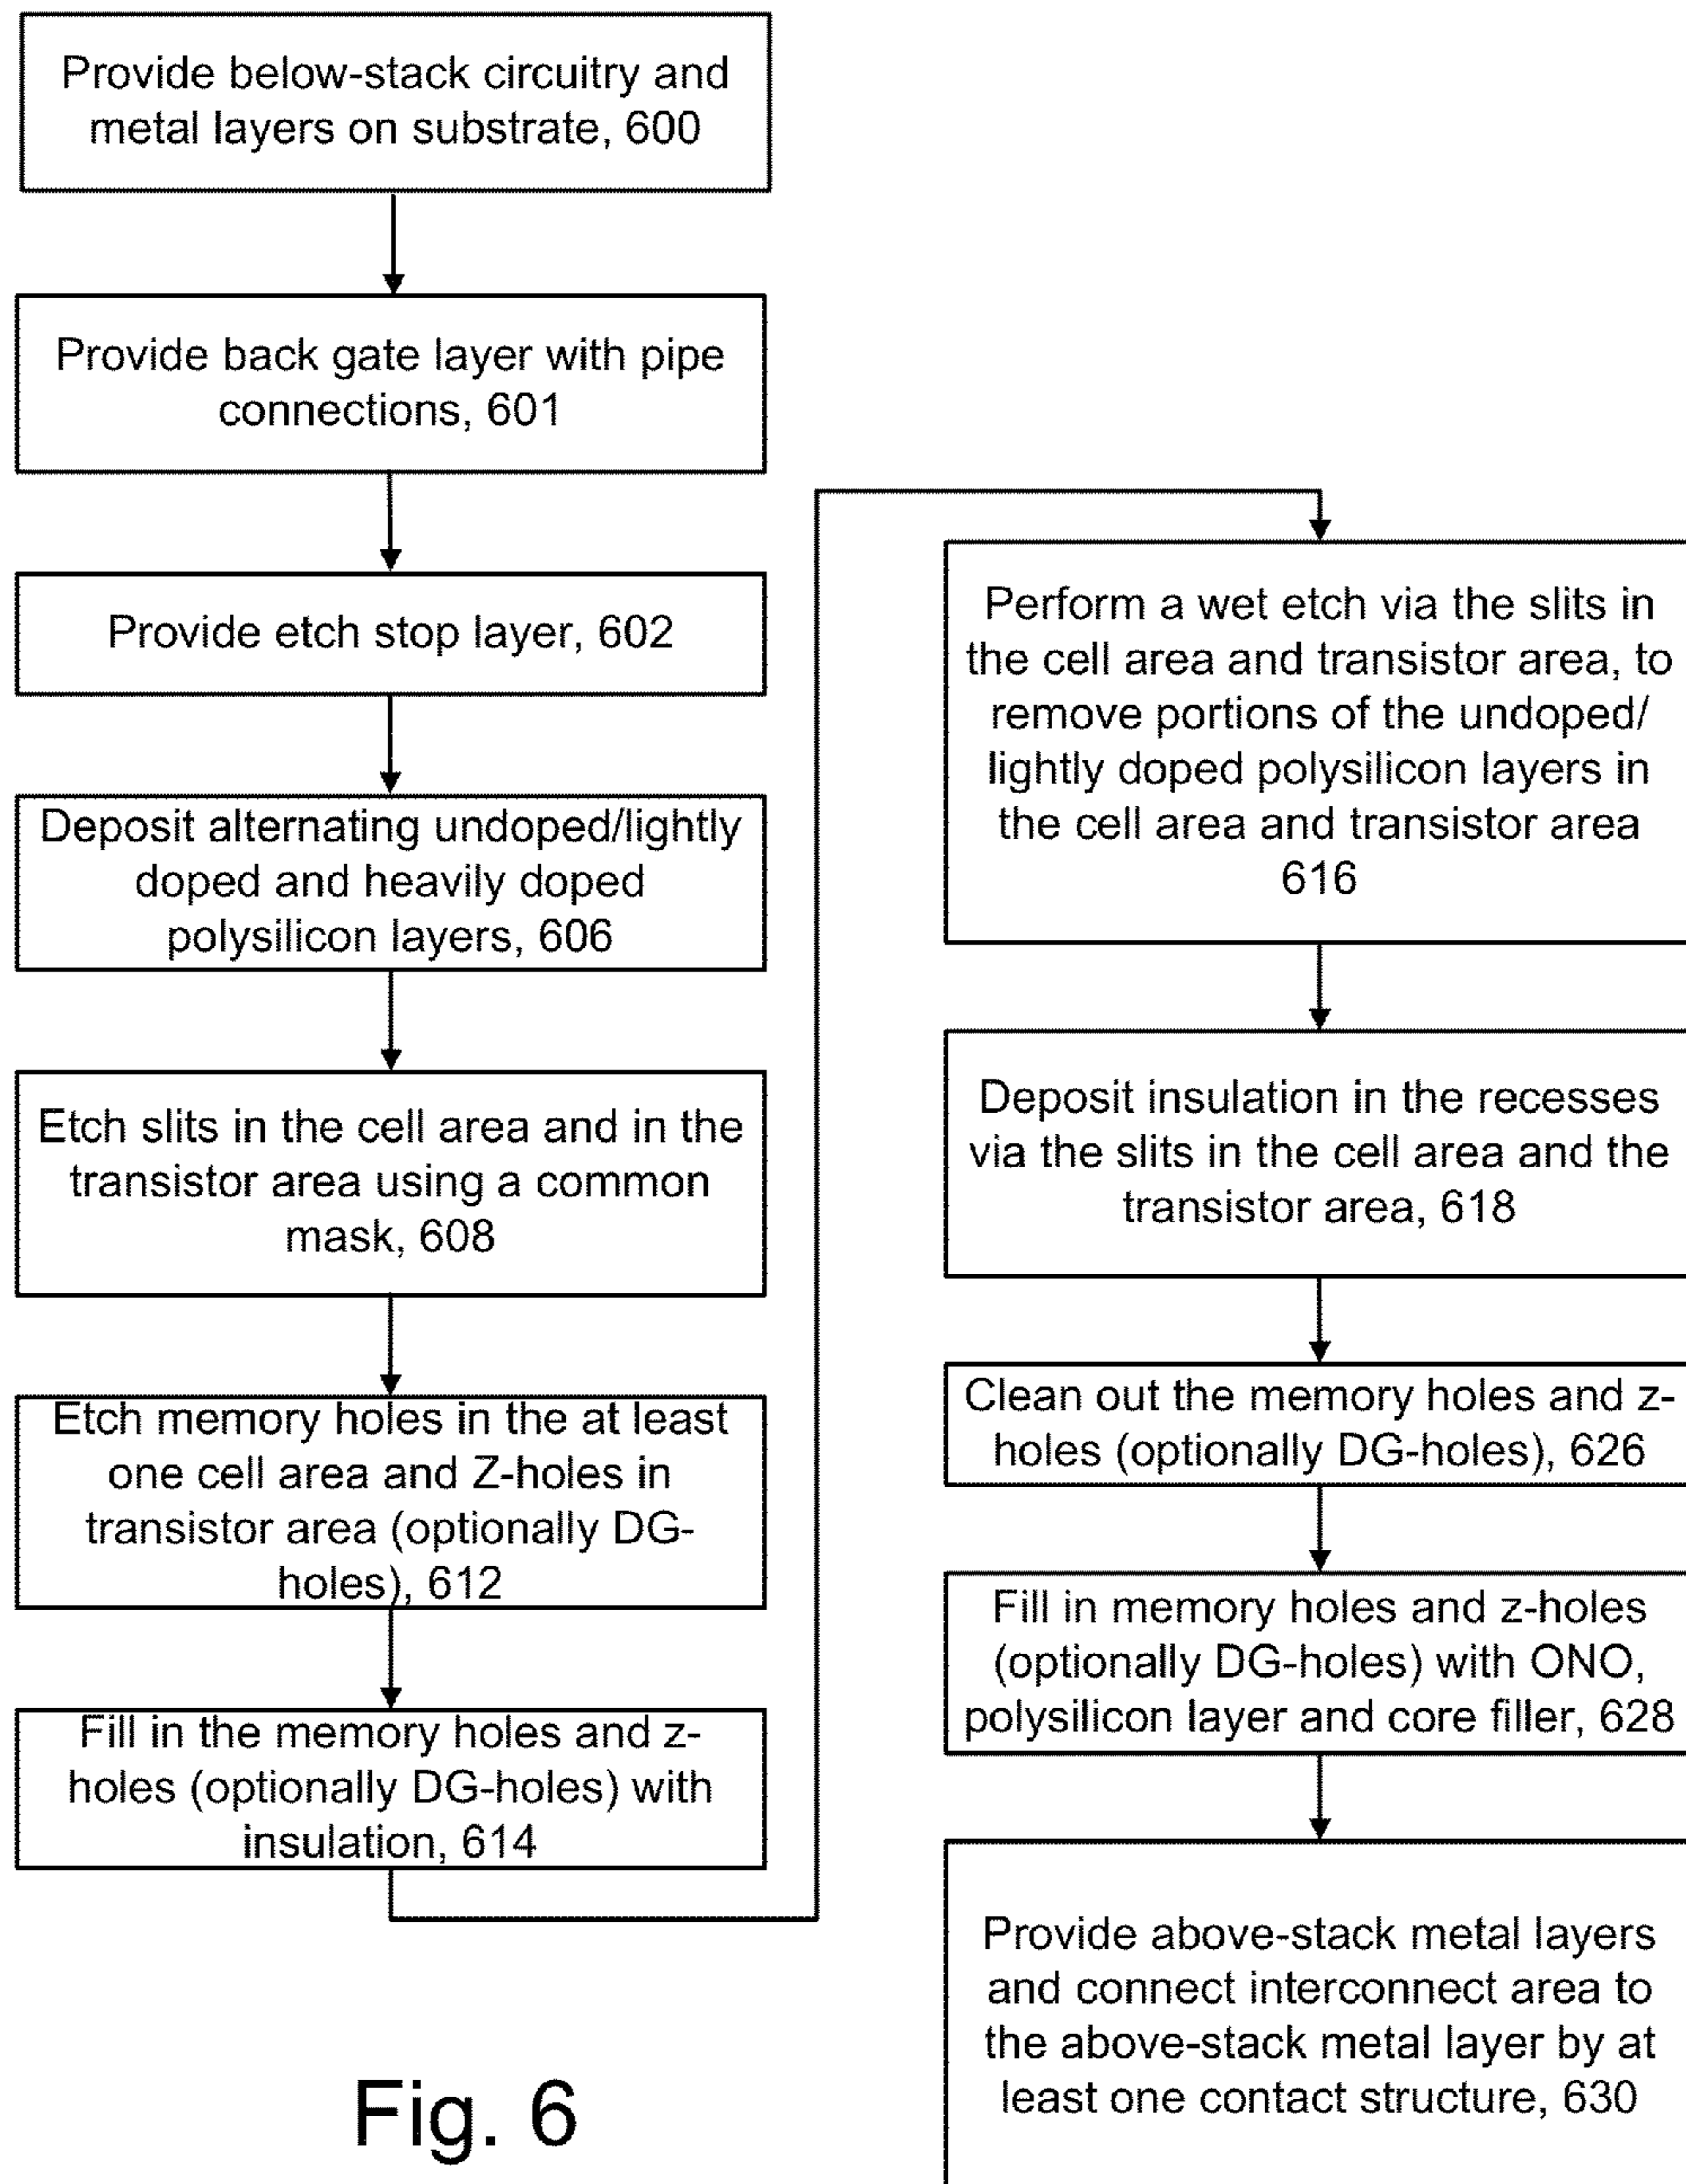 Provide below-stack circuitry and
metal layers on substrate, 600
Provide back gate layer with pipe
connections, 601
Provide etch stop layer, 602
Deposit alternating undoped/lightly
doped and heavily doped
polysilicon layers, 606
Etch slits in the cell area and in the
transistor area using a common
mask, 608
Etch memory holes in the at least
one cell area and Z-holes in
transistor area (optionally DG-
holes), 612
Fill in the memory holes and z-
holes (optionally DG-holes) with
insulation, 614
Perform a wet etch via the slits in
the cell area and transistor area, to
remove portions of the undoped/
lightly doped polysilicon layers in
the cell area and transistor area
616
Deposit insulation in the recesses
via the slits in the cell area and the
transistor area, 618
Clean out the memory holes and z-
holes (optionally DG-holes), 626
Fill in memory holes and z-holes
(optionally DG-holes) with ONO,
polysilicon layer and core filler, 628
Provide above-stack metal layers
and connect interconnect area to
the above-stack metal layer by at
least one contact structure, 630
Fig. 6